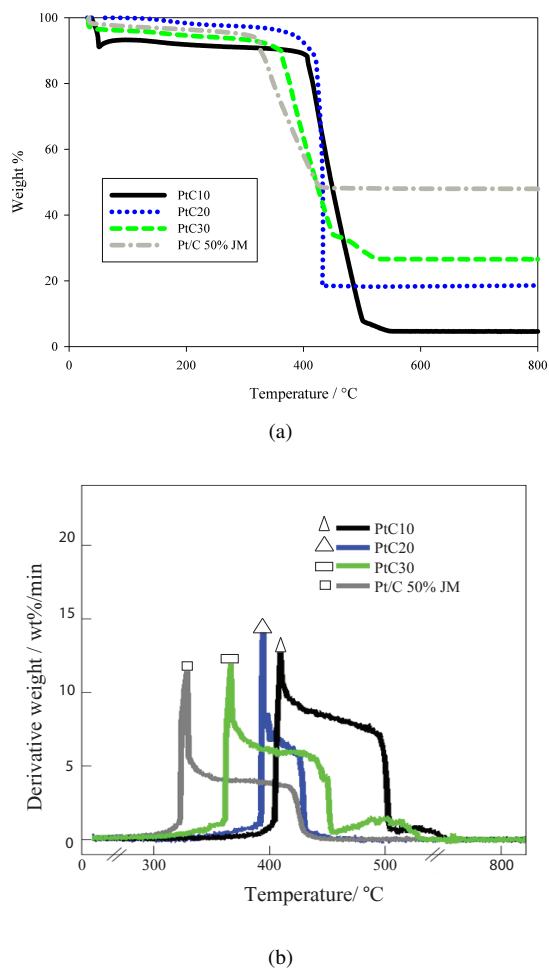 100
80
60
40
20
0
Weight %
PtC10
PtC20
PtC30
Pt/C 50% JM
0 200 400 600 800
Temperature / °C
(a)
20
15
10
5
0
Derivative weight / wt%/min
PtC10
PtC20
PtC30
Pt/C 50% JM
0 300 400 500 800
Temperature/ °C
(b)